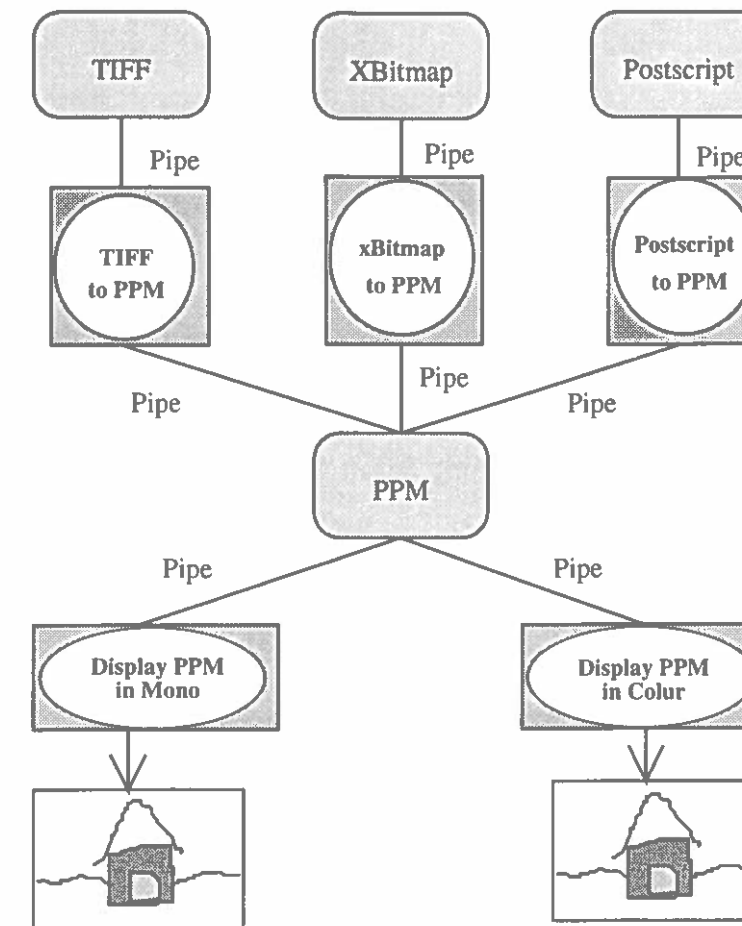 TIFF
XBitmap
Postscript
Pipe
Pipe
Pipe
TIFF
to PPM
xBitmap
to PPM
Postscript
to PPM
Pipe
Pipe
Pipe
PPM
Pipe
Pipe
Display PPM
in Mono
Display PPM
in Colur